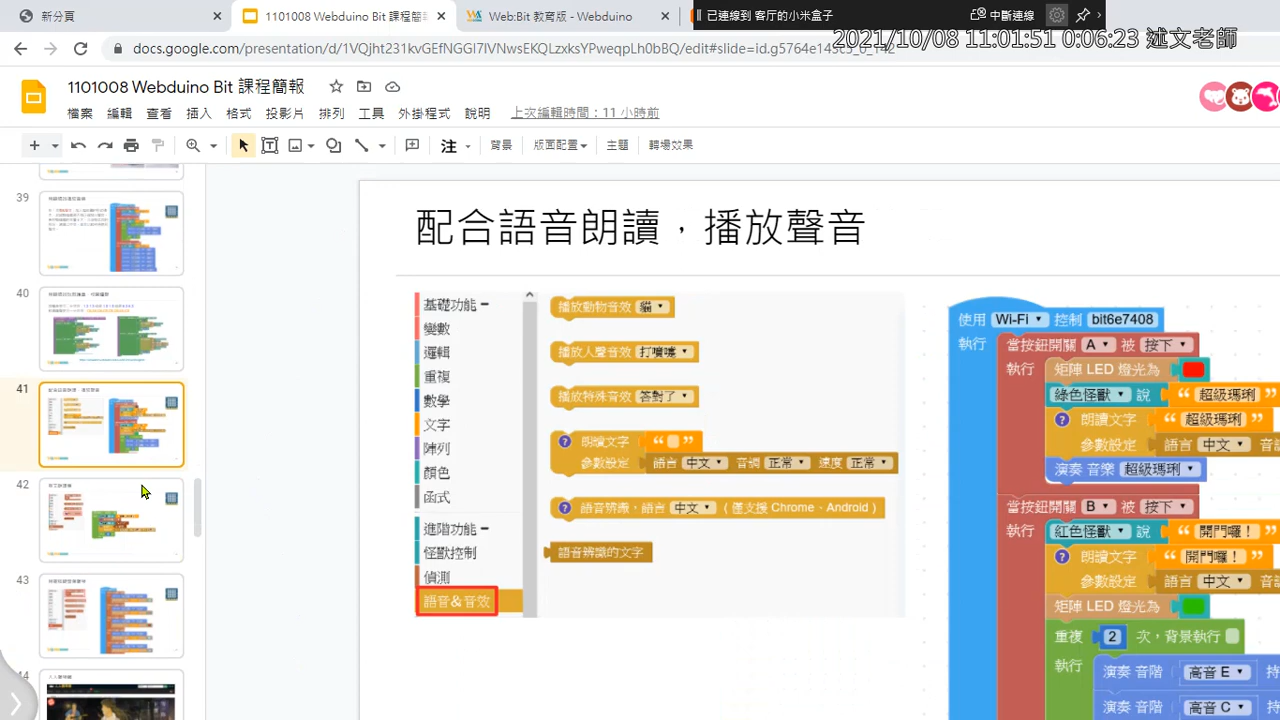 新分頁
1101008 Webduino Bit 課程簡
Web:Bit 教育版 - Webduino
已連線到 客厅的小米盒子
中斷連線
2021/10/08 11:01:51 0:06:23 述文老師
docs.google.com/presentation/d/1VQjht231kvGEfNGGI7IVNwsEKQLzxksYPweqpLh0bBQ/edit#slide=id.g5764e145c5_0_142
1101008 Webduino Bit 課程簡報
檔案 編輯 查看 插入 格式 投影片 排列 工具 外掛程式 說明 上次編輯時間：11 小時前
注 背景 版面配置 主題 轉場效果
39
40
41
42
43
44
配合語音朗讀，播放聲音
基礎功能
變數
邏輯
重複
數學
文字
陣列
顏色
函式
進階功能
怪獸控制
偵測
語音&音效
播放動物音效 貓
播放人聲音效 打噴嚏
播放特殊音效 答對了
朗讀文字 “ ”
參數設定 語言 中文 音調 正常 速度 正常
語音辨識，語言 中文 ( 僅支援 Chrome、Android )
語音辨識的文字
使用 Wi-Fi 控制 bit6e7408
執行 當按鈕開關 A 被 按下
執行 矩陣 LED 燈光為
綠色怪獸 說 “ 超級瑪琍 ”
朗讀文字 “ 超級瑪琍 ”
參數設定 語言 中文 音
演奏 音樂 超級瑪琍
當按鈕開關 B 被 按下
執行 紅色怪獸 說 “ 開門囉！ ”
朗讀文字 “ 開門囉！ ”
參數設定 語言 中文 音
矩陣 LED 燈光為
重複 2 次，背景執行
執行 演奏 音階 高音 E 持
演奏 音階 高音 C 持